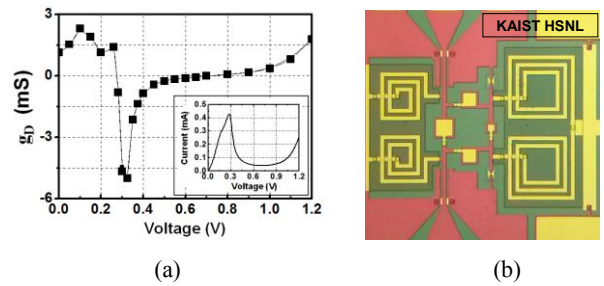 (a)
3
0
-3
-6
g_D (mS)
0.0 0.2 0.4 0.6 0.8 1.0 1.2
Voltage (V)
0.5
0.4
0.3
0.2
0.1
0.0
Current (mA)
0.0 0.3 0.6 0.9 1.2
Voltage (V)
KAIST HSNL
(a)
(b)